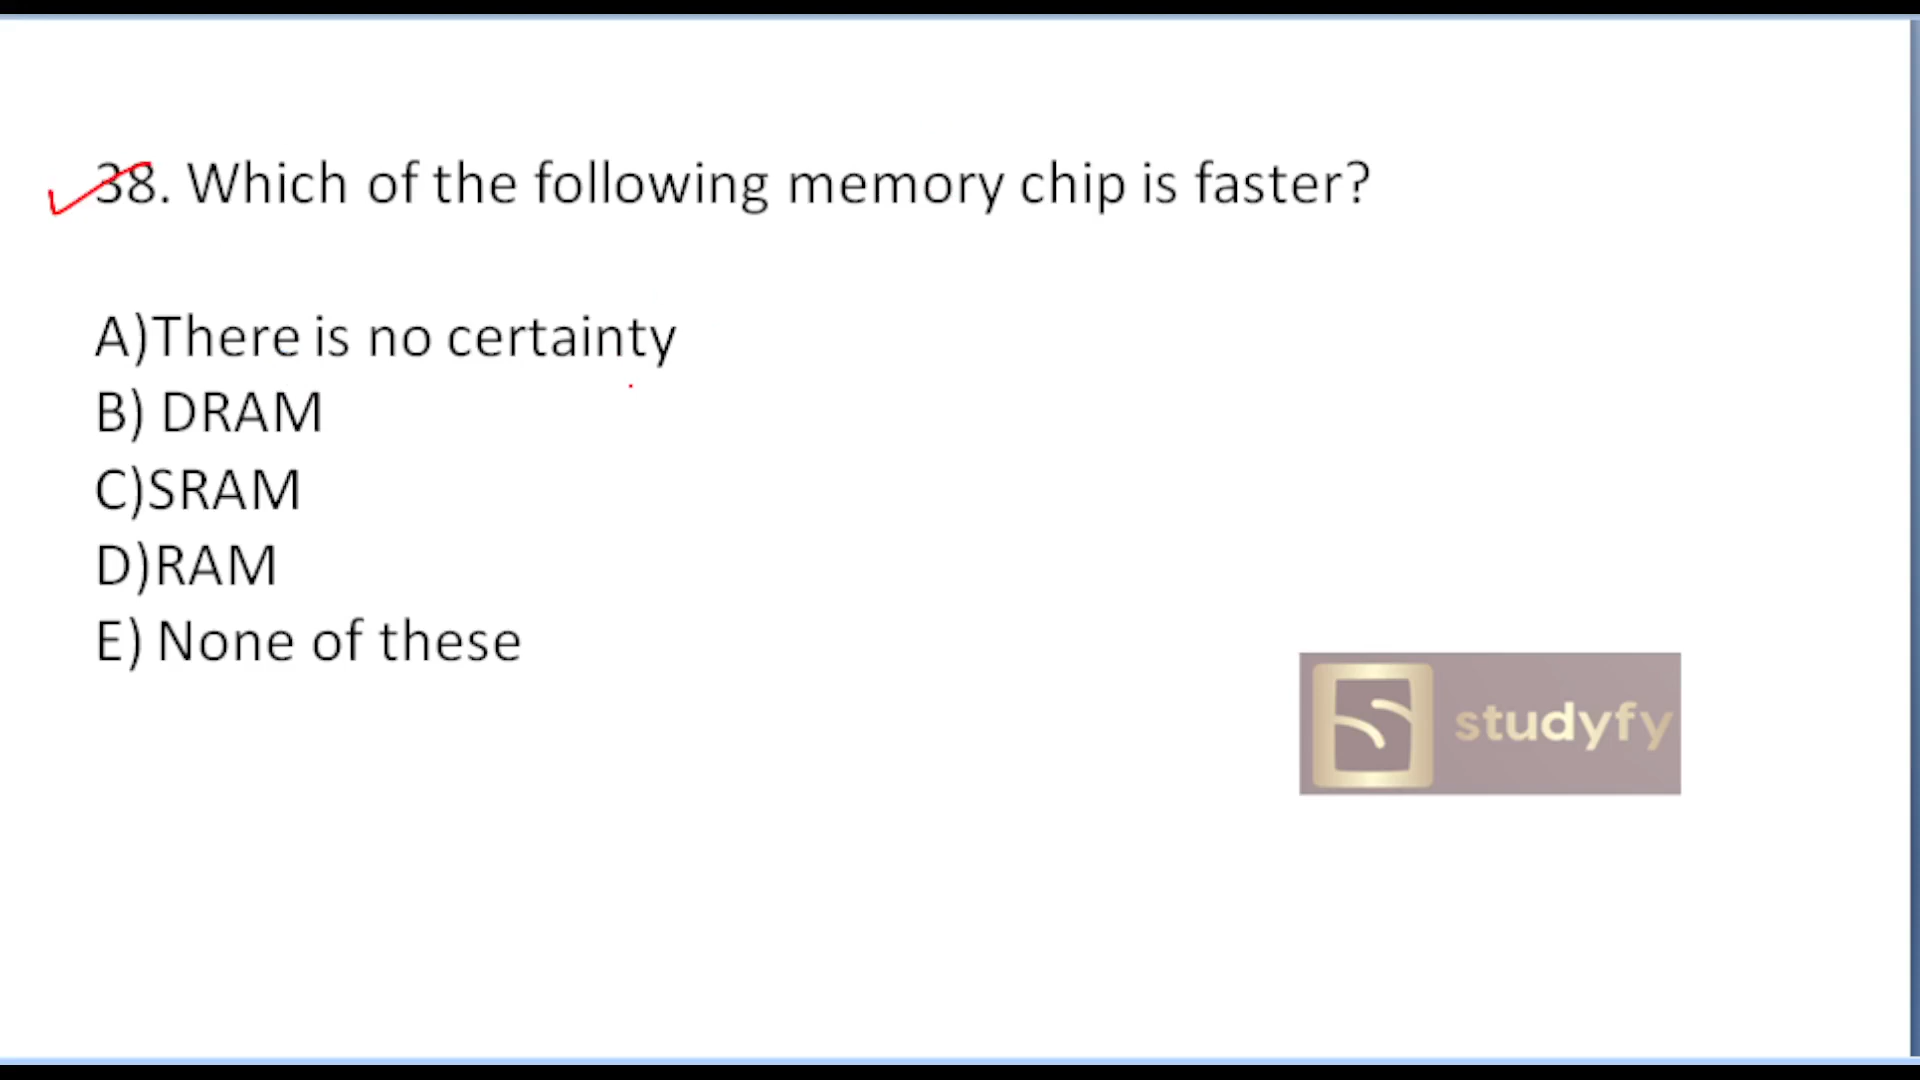 38. Which of the following memory chip is faster?
A)There is no certainty
B) DRAM
C)SRAM
D)RAM
E) None of these
studyfy